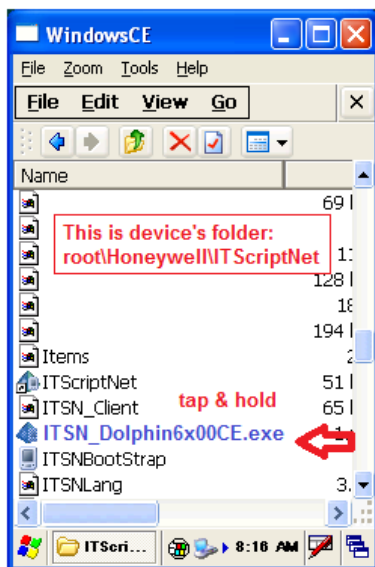 WindowsCE
File Zoom Tools Help
File Edit View Go
Name
69
This is device's folder:
root\Honeywell\ITScriptNet
128
18
194
Items
ITScriptNet 51
tap & hold
ITSN_Client 65
ITSN_Dolphin6x00CE.exe
ITSNBootStrap
ITSNLang 3.
ITScri... 8:16 AM